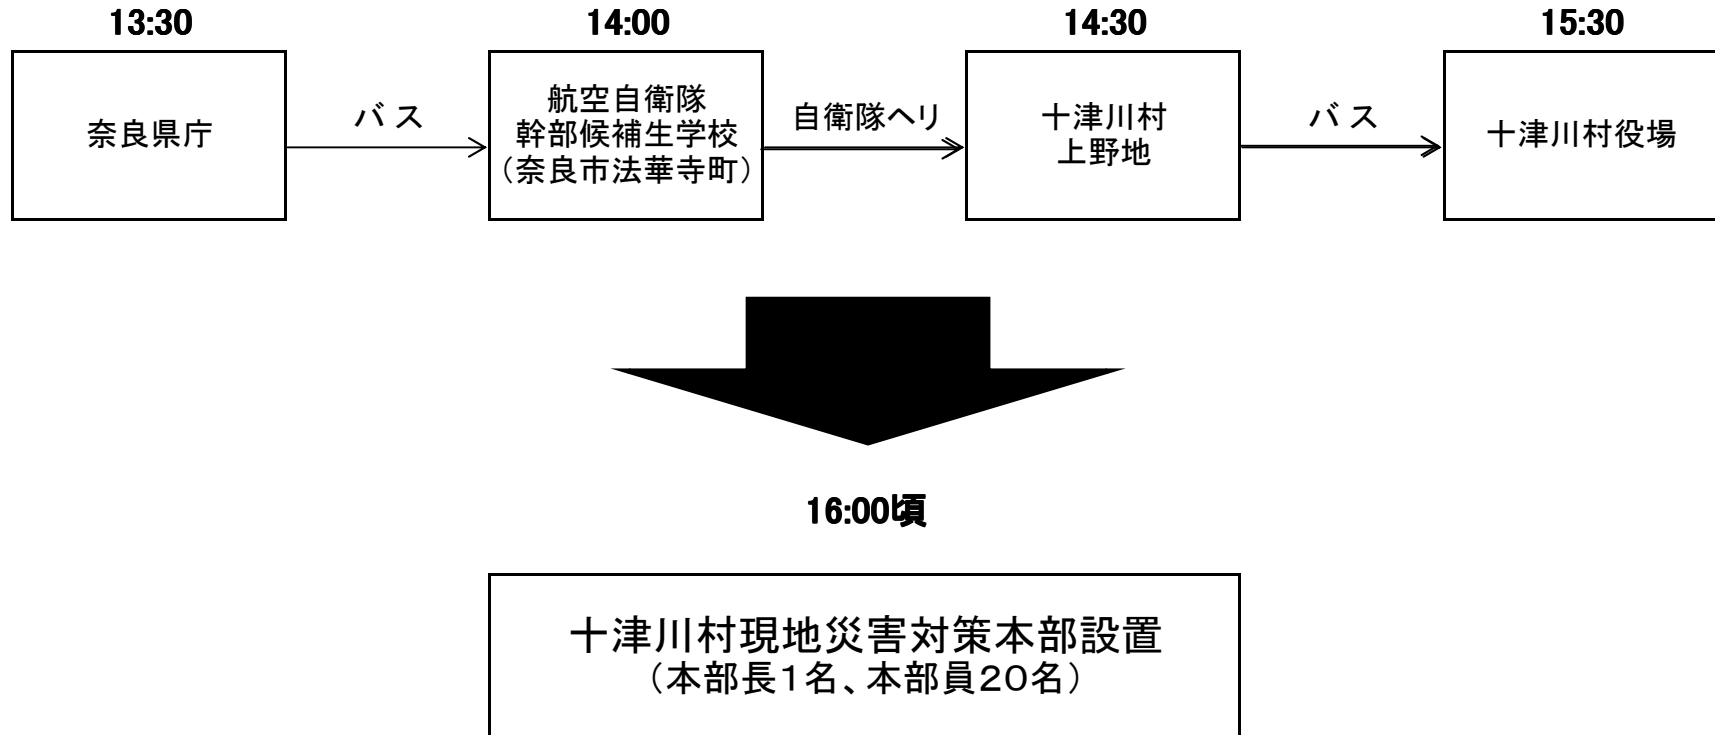 13:30
14:00
14:30
15:30
奈良県庁
バス
航空自衛隊
幹部候補生学校
（奈良市法華寺町）
自衛隊ヘリ
十津川村
上野地
バス
十津川村役場
16:00頃
十津川村現地災害対策本部設置
（本部長1名、本部員20名）